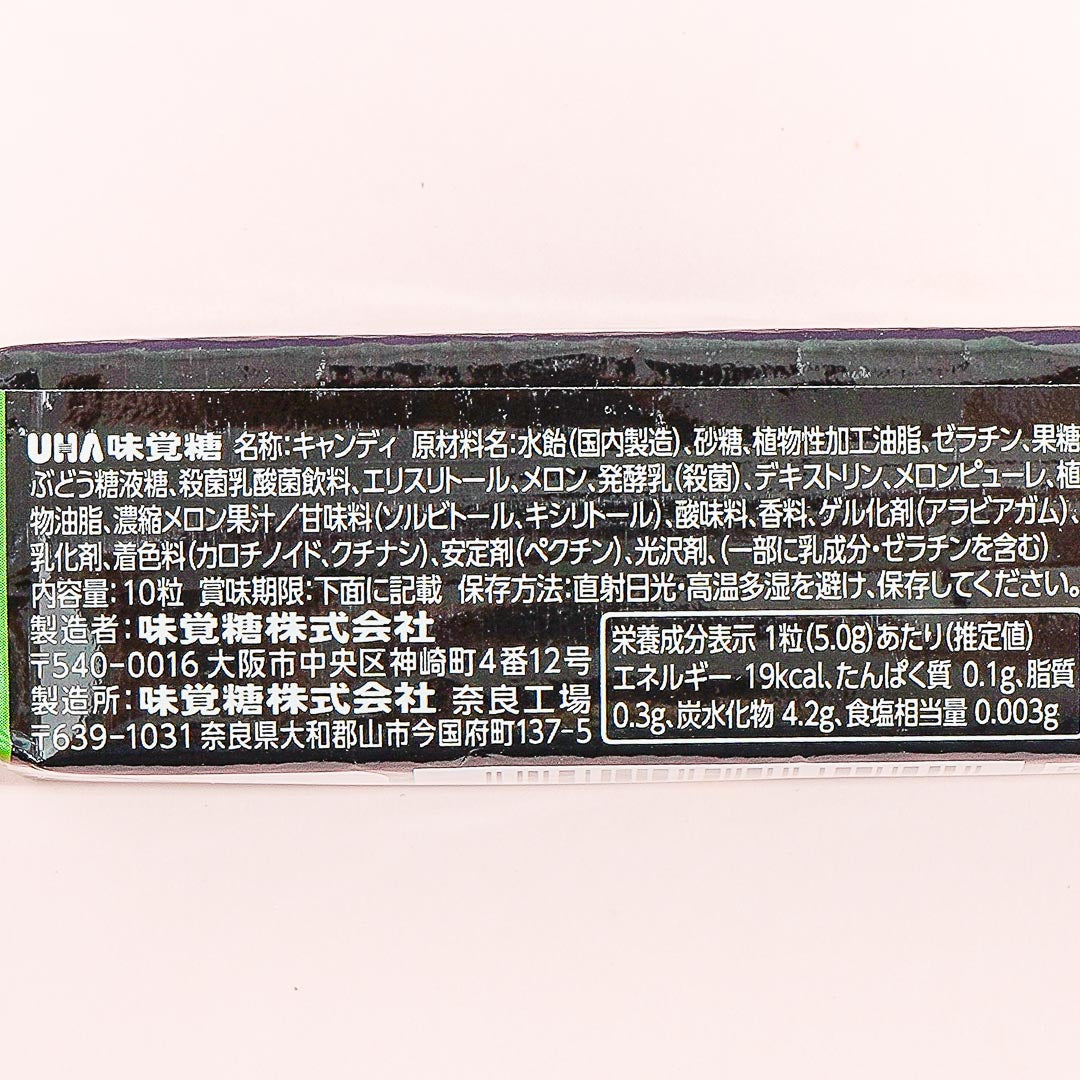 UHA味覚糖 名称:キャンディ 原材料名:水飴(国内製造)、砂糖、植物性加工油脂、ゼラチン、果糖
ぶどう糖液糖、殺菌乳酸菌飲料、エリスリトール、メロン、発酵乳(殺菌)、デキストリン、メロンピューレ、植
物油脂、濃縮メロン果汁/甘味料(ソルビトール、キシリトール)、酸味料、香料、ゲル化剤(アラビアガム)、
乳化剤、着色料(カロチノイド、クチナシ)、安定剤(ペクチン)、光沢剤、(一部に乳成分・ゼラチンを含む)
内容量:10粒 賞味期限:下面に記載 保存方法:直射日光・高温多湿を避け、保存してください。
製造者:味覚糖株式会社
〒540-0016 大阪市中央区神崎町4番12号
製造所:味覚糖株式会社 奈良工場
〒639-1031 奈良県大和郡山市今国府町137-5
栄養成分表示 1粒(5.0g)あたり(推定値)
エネルギー 19kcal、たんぱく質 0.1g、脂質
0.3g、炭水化物 4.2g、食塩相当量 0.003g